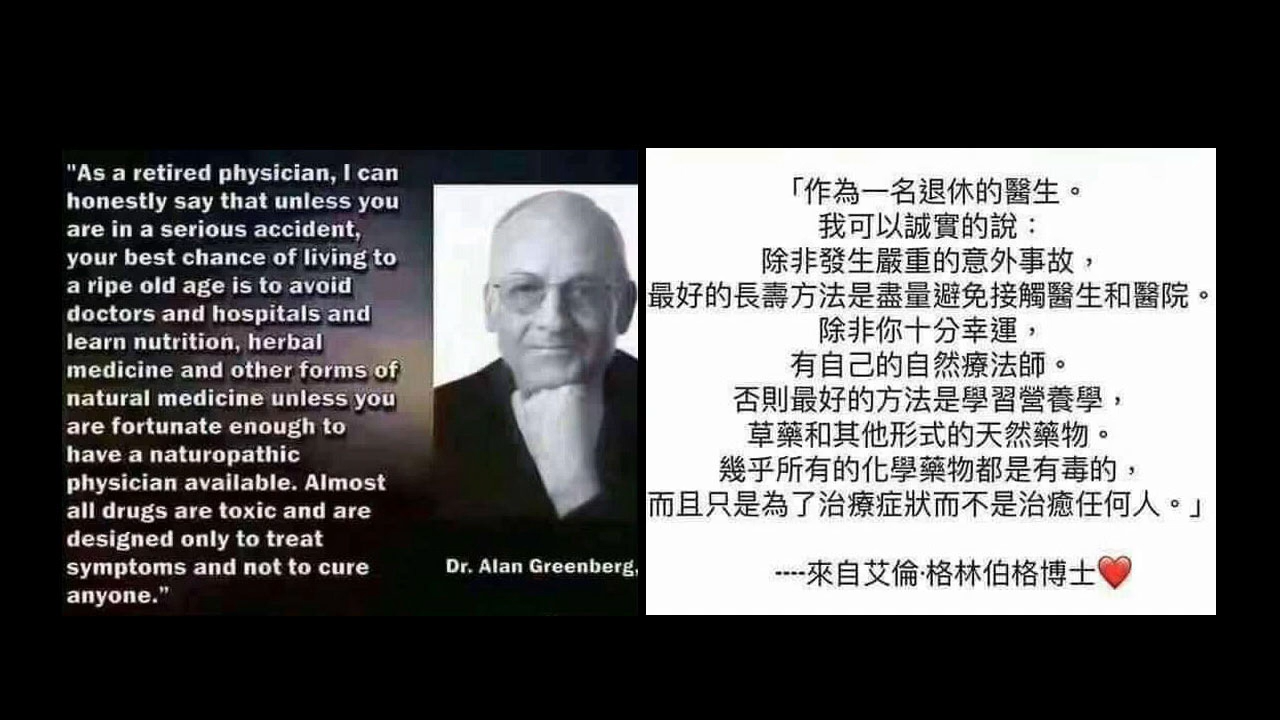 "As a retired physician, I can
honestly say that unless you
are in a serious accident,
your best chance of living to
a ripe old age is to avoid
doctors and hospitals and
learn nutrition, herbal
medicine and other forms of
natural medicine unless you
are fortunate enough to
have a naturopathic
physician available. Almost
all drugs are toxic and are
designed only to treat
symptoms and not to cure
anyone."
Dr. Alan Greenberg,
「作為一名退休的醫生。
我可以誠實的說：
除非發生嚴重的意外事故，
最好的長壽方法是盡量避免接觸醫生和醫院。
除非你十分幸運，
有自己的自然療法師。
否則最好的方法是學習營養學，
草藥和其他形式的天然藥物。
幾乎所有的化學藥物都是有毒的，
而且只是為了治療症狀而不是治癒任何人。」
----來自艾倫·格林伯格博士❤️